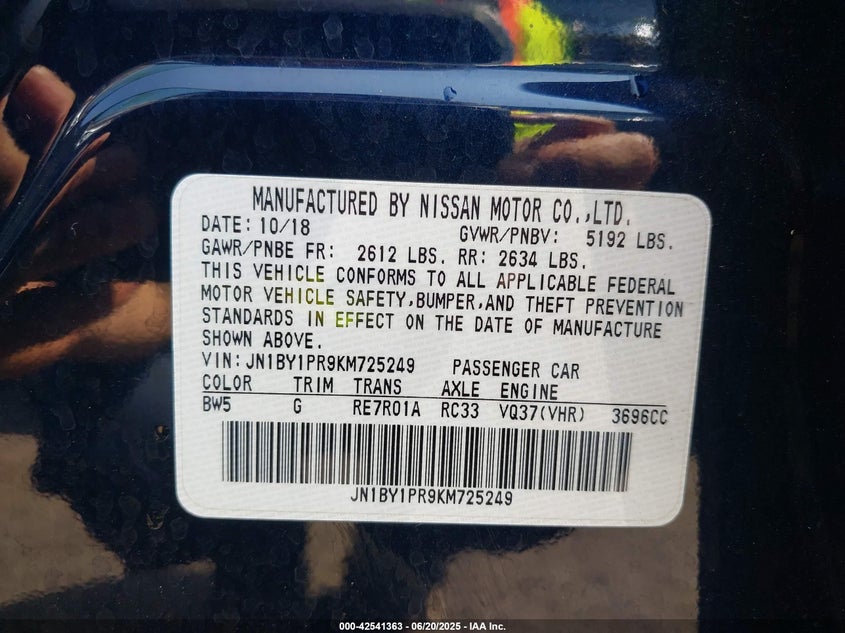 MANUFACTURED BY NISSAN MOTOR CO.,LTD.
DATE: 10/18 GVWR/PNBV: 5192 LBS.
GAWR/PNBE FR: 2612 LBS. RR: 2634 LBS.
THIS VEHICLE CONFORMS TO ALL APPLICABLE FEDERAL
MOTOR VEHICLE SAFETY,BUMPER,AND THEFT PREVENTION
STANDARDS IN EFFECT ON THE DATE OF MANUFACTURE
SHOWN ABOVE.
VIN:JN1BY1PR9KM725249 PASSENGER CAR
COLOR TRIM TRANS AXLE ENGINE
BW5 G RE7R01A RC33 VQ37(VHR) 3696CC
JN1BY1PR9KM725249
000-42541363 - 06/20/2025 - IAA Inc.